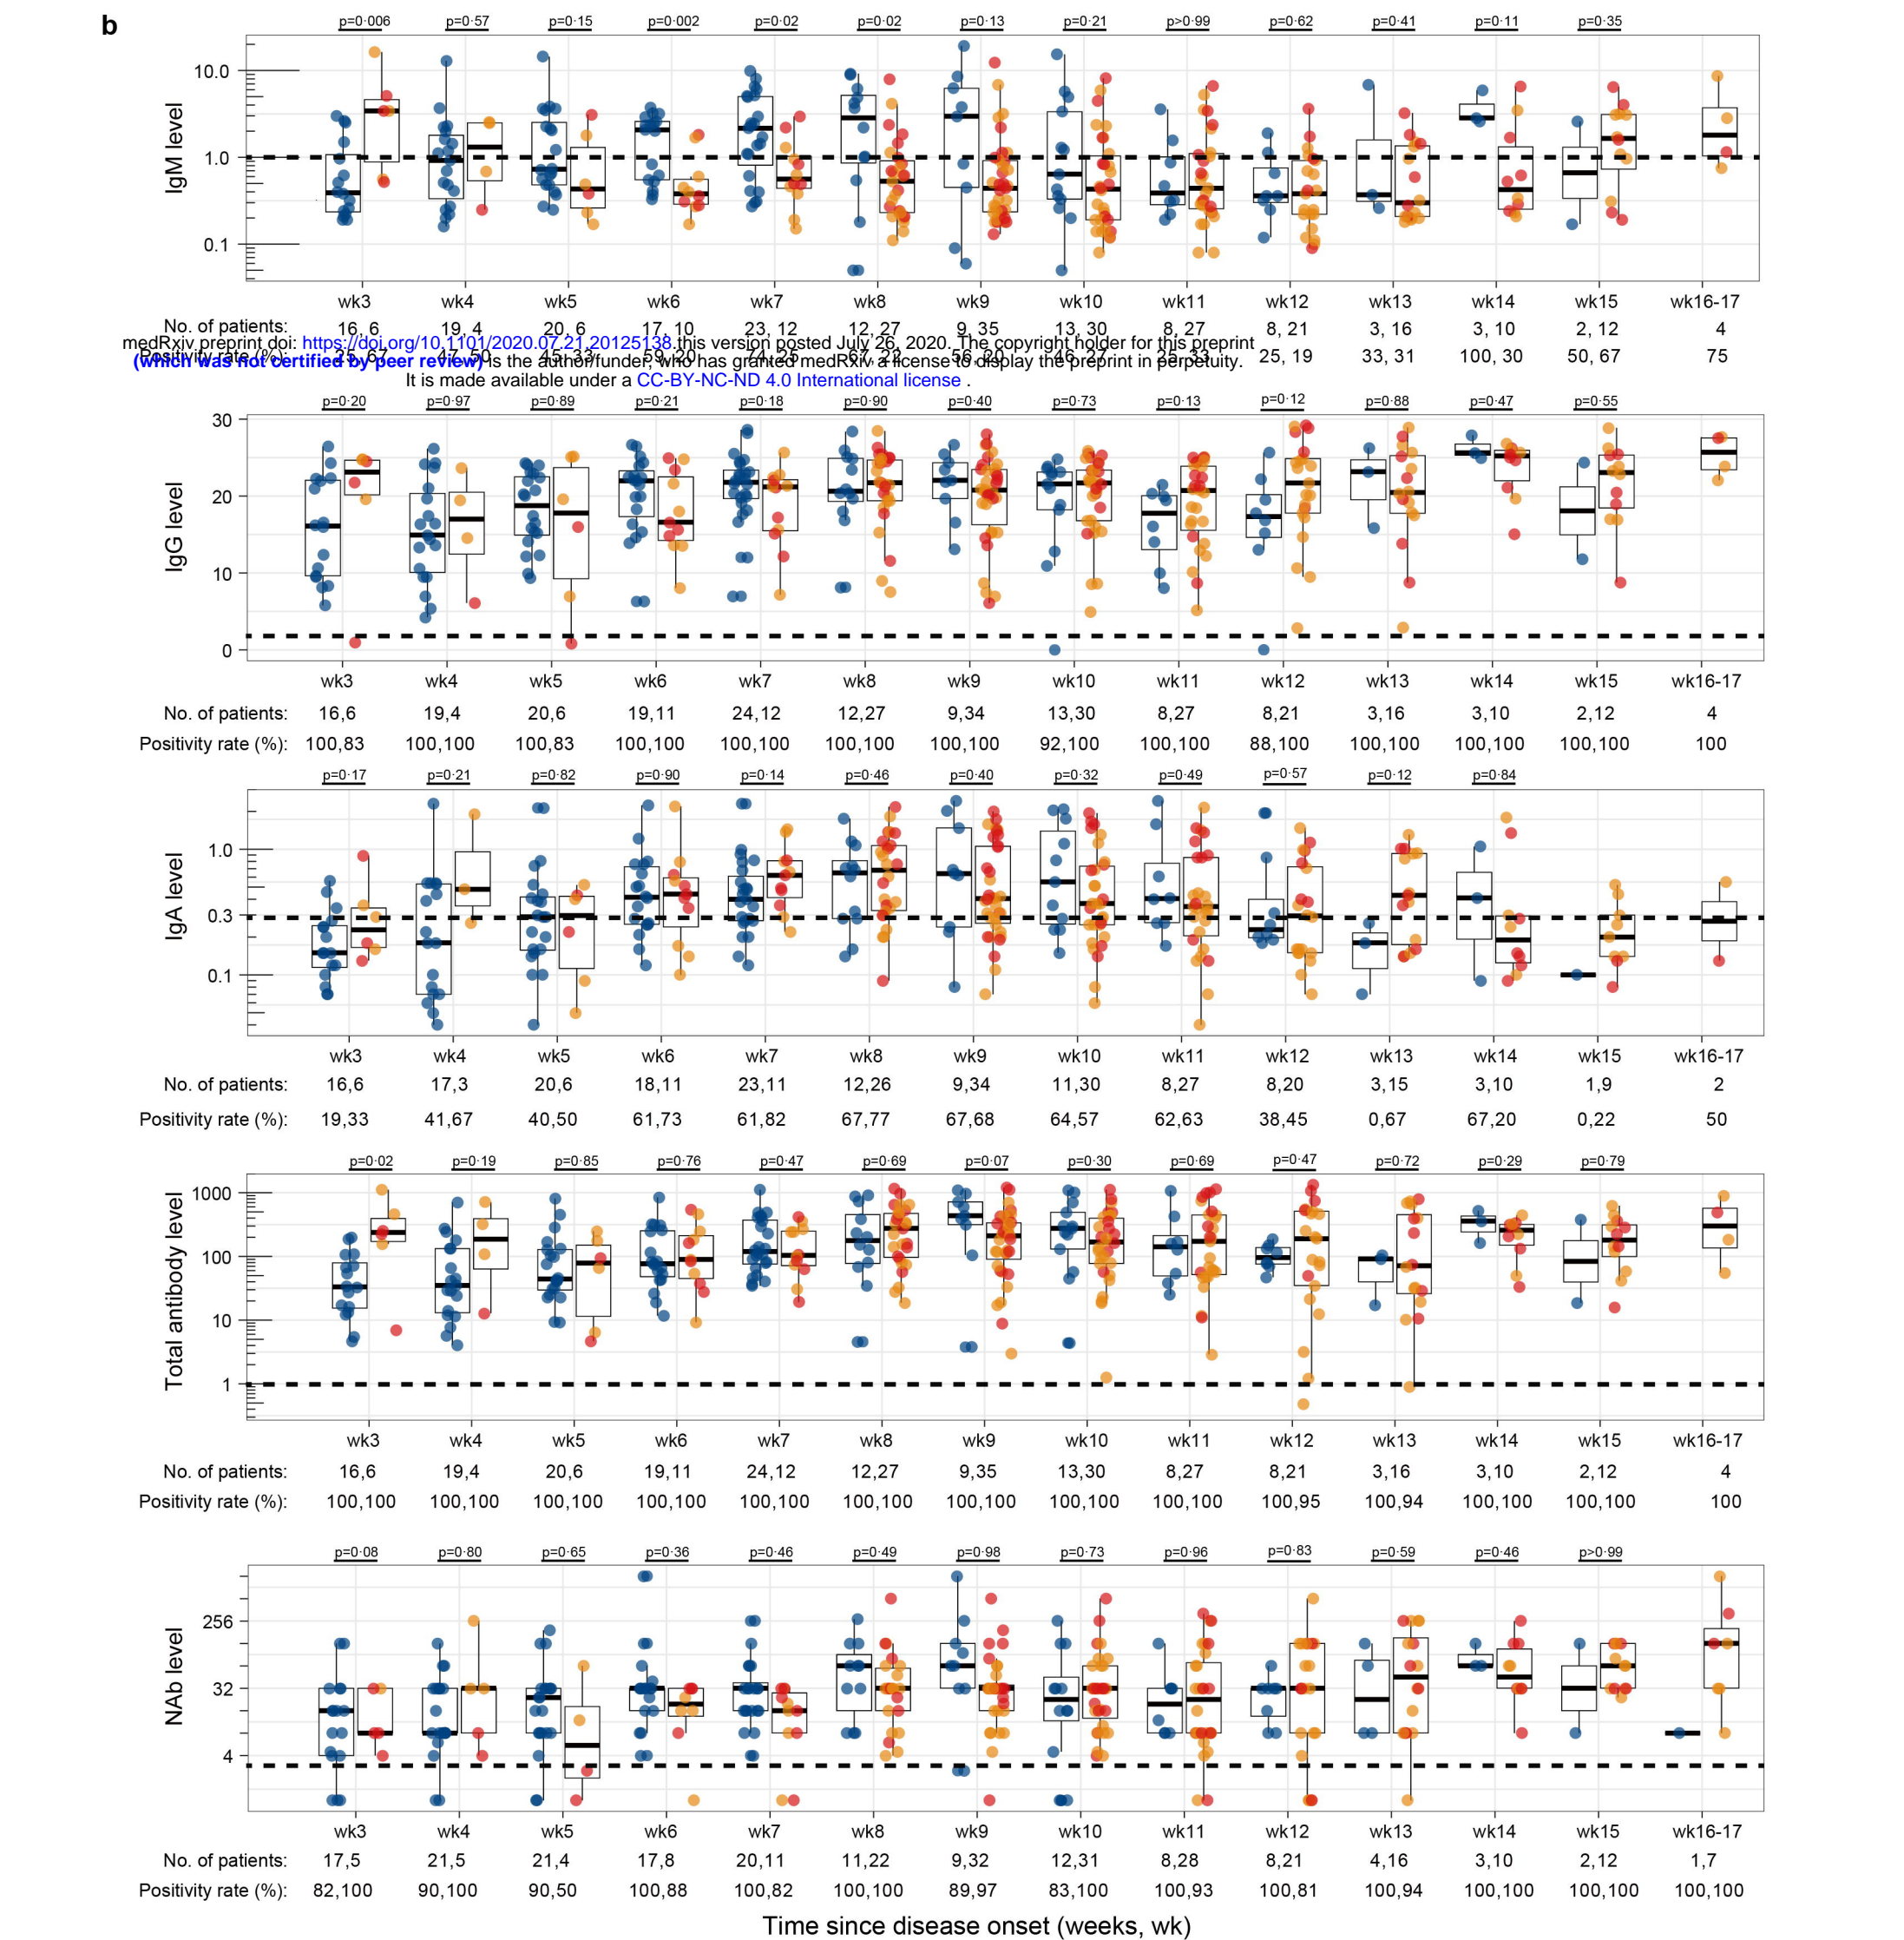 b
p=0·006 p=0·57 p=0·15 p=0·002 p=0·02 p=0·02 p=0·13 p=0·21 p>0·99 p=0·62 p=0·41 p=0·11 p=0·35
IgM level
10.0
1.0
0.1
wk3 wk4 wk5 wk6 wk7 wk8 wk9 wk10 wk11 wk12 wk13 wk14 wk15 wk16-17
No. of patients: 16, 6 19, 4 20, 6 17, 10 23, 12 12, 27 9, 35 13, 30 8, 27 8, 21 3, 16 3, 10 2, 12 4
medRxiv preprint doi: https://doi.org/10.1101/2020.07.21.20125138.this version posted July 26, 2020. The copyright holder for this preprint
Positivity rate (%): 25, 67 47, 50 45, 33 59, 20 74, 25 67, 22 56, 20 46, 27 25, 33 25, 19 33, 31 100, 30 50, 67 75
(which was not certified by peer review) is the author/funder, who has granted medRxiv a license to display the preprint in perpetuity.
It is made available under a CC-BY-NC-ND 4.0 International license .
p=0·20 p=0·97 p=0·89 p=0·21 p=0·18 p=0·90 p=0·40 p=0·73 p=0·13 p=0·12 p=0·88 p=0·47 p=0·55
IgG level
30
20
10
0
wk3 wk4 wk5 wk6 wk7 wk8 wk9 wk10 wk11 wk12 wk13 wk14 wk15 wk16-17
No. of patients: 16,6 19,4 20,6 19,11 24,12 12,27 9,34 13,30 8,27 8,21 3,16 3,10 2,12 4
Positivity rate (%): 100,83 100,100 100,83 100,100 100,100 100,100 100,100 92,100 100,100 88,100 100,100 100,100 100,100 100
p=0·17 p=0·21 p=0·82 p=0·90 p=0·14 p=0·46 p=0·40 p=0·32 p=0·49 p=0·57 p=0·12 p=0·84
IgA level
1.0
0.3
0.1
wk3 wk4 wk5 wk6 wk7 wk8 wk9 wk10 wk11 wk12 wk13 wk14 wk15 wk16-17
No. of patients: 16,6 17,3 20,6 18,11 23,11 12,26 9,34 11,30 8,27 8,20 3,15 3,10 1,9 2
Positivity rate (%): 19,33 41,67 40,50 61,73 61,82 67,77 67,68 64,57 62,63 38,45 0,67 67,20 0,22 50
p=0·02 p=0·19 p=0·85 p=0·76 p=0·47 p=0·69 p=0·07 p=0·30 p=0·69 p=0·47 p=0·72 p=0·29 p=0·79
Total antibody level
1000
100
10
1
wk3 wk4 wk5 wk6 wk7 wk8 wk9 wk10 wk11 wk12 wk13 wk14 wk15 wk16-17
No. of patients: 16,6 19,4 20,6 19,11 24,12 12,27 9,35 13,30 8,27 8,21 3,16 3,10 2,12 4
Positivity rate (%): 100,100 100,100 100,100 100,100 100,100 100,100 100,100 100,100 100,100 100,95 100,94 100,100 100,100 100
p=0·08 p=0·80 p=0·65 p=0·36 p=0·46 p=0·49 p=0·98 p=0·73 p=0·96 p=0·83 p=0·59 p=0·46 p>0·99
NAb level
256
32
4
wk3 wk4 wk5 wk6 wk7 wk8 wk9 wk10 wk11 wk12 wk13 wk14 wk15 wk16-17
No. of patients: 17,5 21,5 21,4 17,8 20,11 11,22 9,32 12,31 8,28 8,21 4,16 3,10 2,12 1,7
Positivity rate (%): 82,100 90,100 90,50 100,88 100,82 100,100 89,97 83,100 100,93 100,81 100,94 100,100 100,100 100,100
Time since disease onset (weeks, wk)